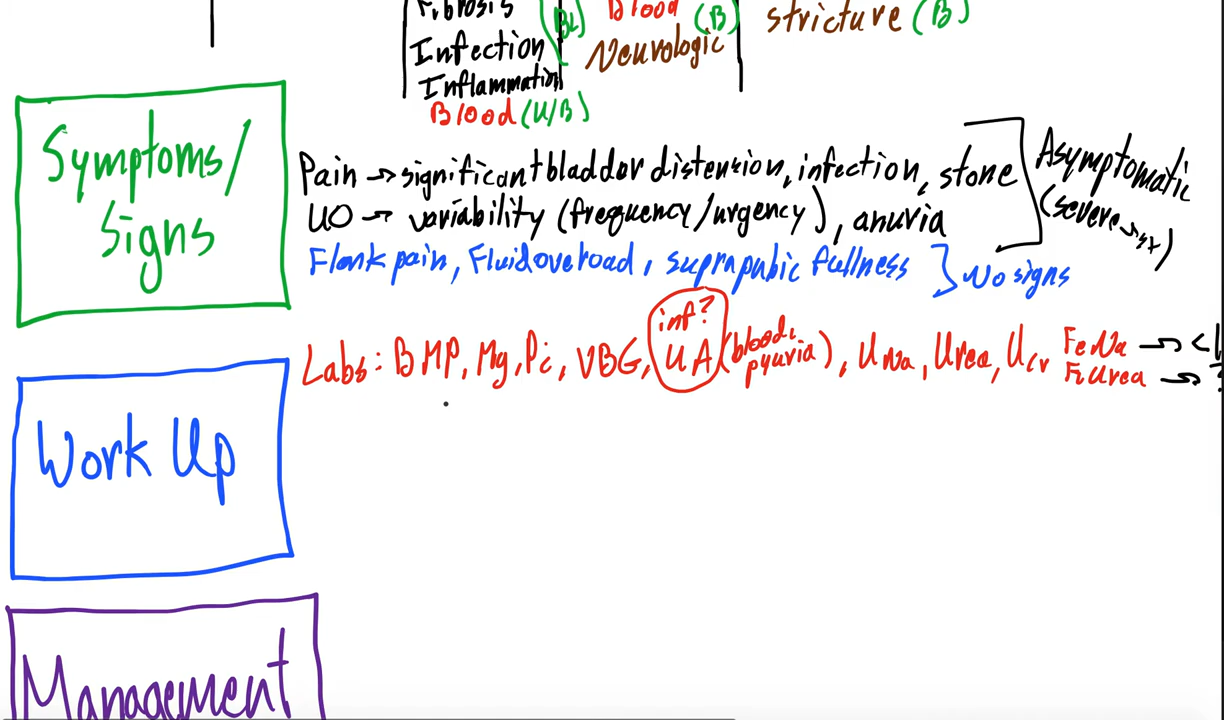 Fibrosis
(BL)
Blood
(B)
stricture (B)
Infection
Neurologic
Inflammation
Blood (U/B)
Symptoms/
Signs
Pain → significant bladder distension, infection, stone
UO → variability (frequency/urgency), anuria
Asymptomatic
(severe → sx)
Flank pain, Fluid overoad, suprapubic fullness
No signs
Work Up
inf?
Labs: BMP, Mg, Pi, VBG, UA (blood & pyuria), UNa, Urea, Ucr
FeNa → <1
FeUrea →
Management